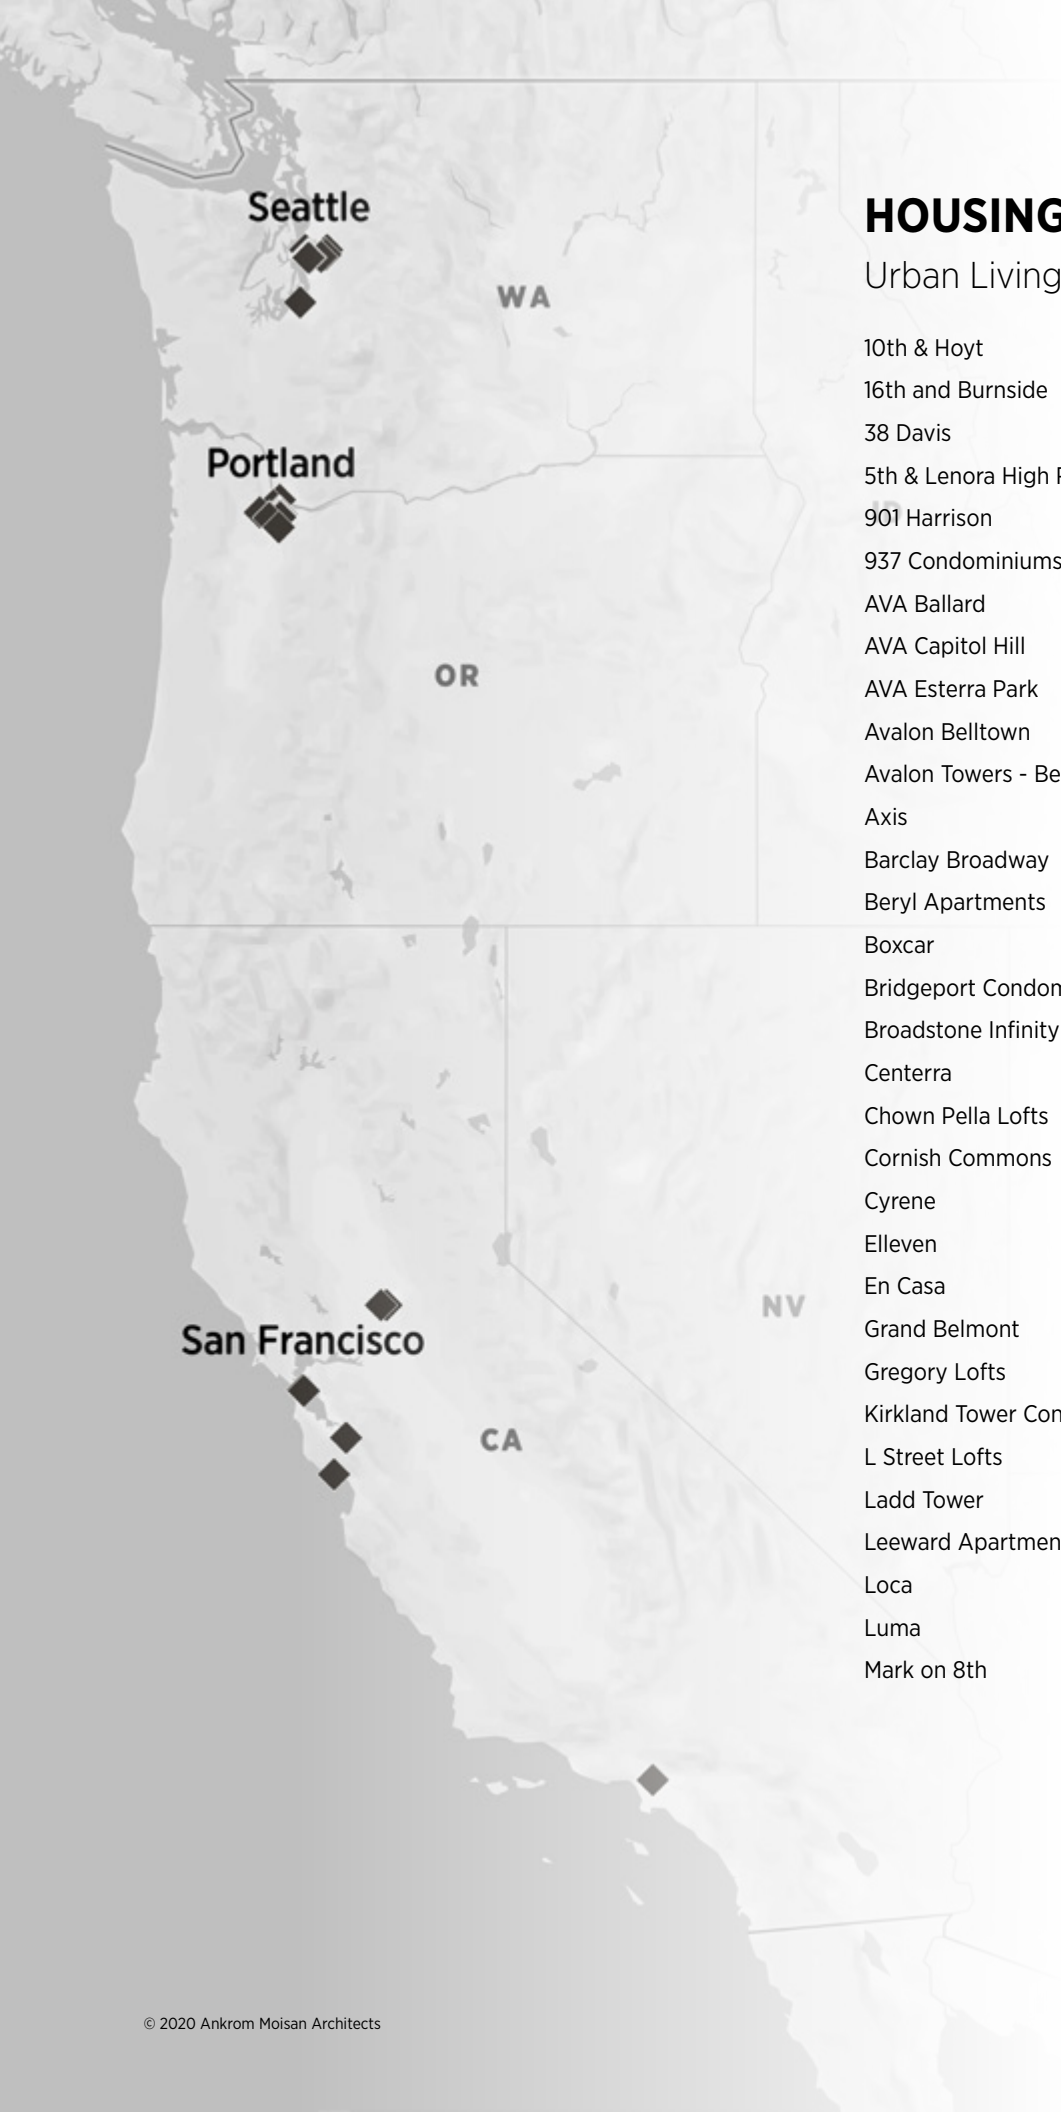 Seattle
WA
Portland
OR
San Francisco
CA
NV
ID
HOUSING
Urban Living
10th & Hoyt
16th and Burnside
38 Davis
5th & Lenora High
901 Harrison
937 Condominiums
AVA Ballard
AVA Capitol Hill
AVA Esterra Park
Avalon Belltown
Avalon Towers - Be
Axis
Barclay Broadway
Beryl Apartments
Boxcar
Bridgeport Condom
Broadstone Infinity
Centerra
Chown Pella Lofts
Cornish Commons
Cyrene
Elleven
En Casa
Grand Belmont
Gregory Lofts
Kirkland Tower Con
L Street Lofts
Ladd Tower
Leeward Apartmen
Loca
Luma
Mark on 8th
© 2020 Ankrom Moisan Architects